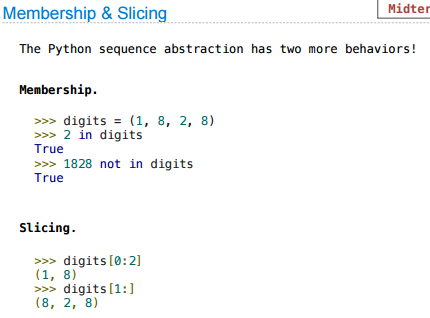 Membership & Slicing
Midter
The Python sequence abstraction has two more behaviors!
Membership.
>>> digits = (1, 8, 2, 8)
>>> 2 in digits
True
>>> 1828 not in digits
True
Slicing.
>>> digits[0:2]
(1, 8)
>>> digits[1:]
(8, 2, 8)